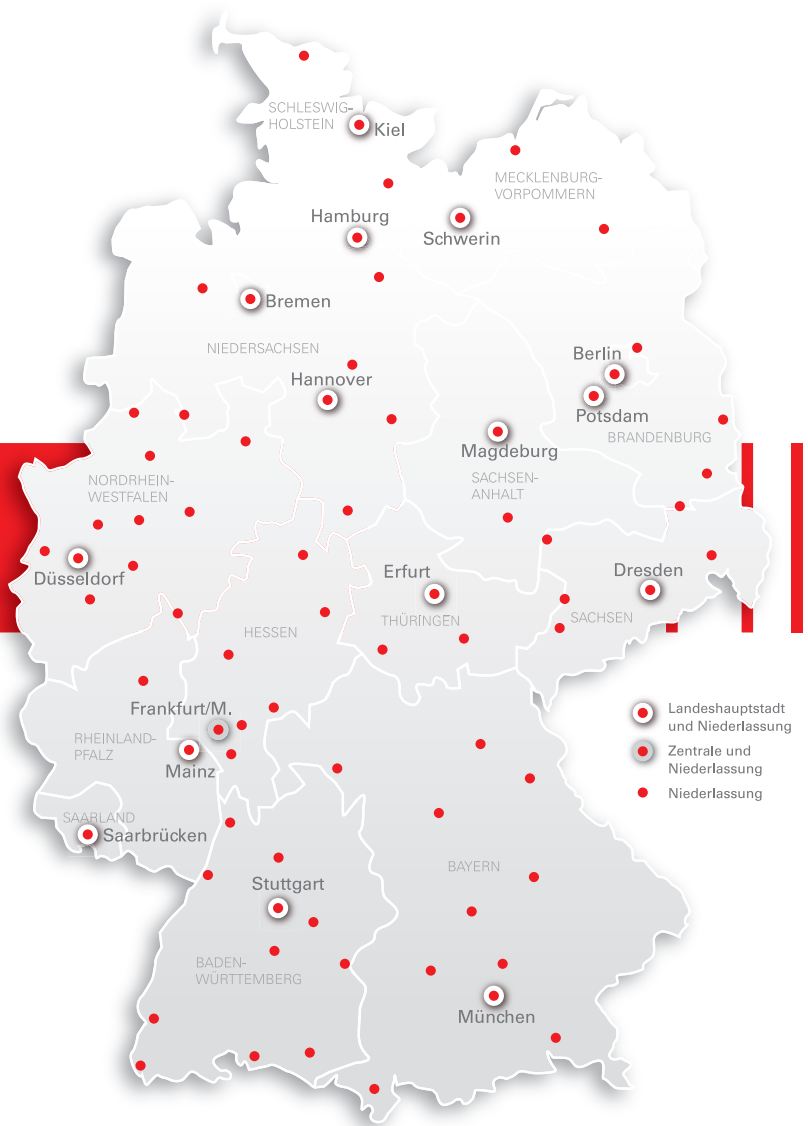 SCHLESWIG-
HOLSTEIN
Kiel
MECKLENBURG-
VORPOMMERN
Hamburg
Schwerin
Bremen
NIEDERSACHSEN
Hannover
Berlin
Potsdam
BRANDENBURG
Magdeburg
SACHSEN-
ANHALT
NORDRHEIN-
WESTFALEN
Düsseldorf
Erfurt
THÜRINGEN
Dresden
SACHSEN
HESSEN
Frankfurt/M.
RHEINLAND-
PFALZ
Mainz
SAARLAND
Saarbrücken
Stuttgart
BADEN-
WÜRTTEMBERG
BAYERN
München
Landeshauptstadt
und Niederlassung
Zentrale und
Niederlassung
Niederlassung